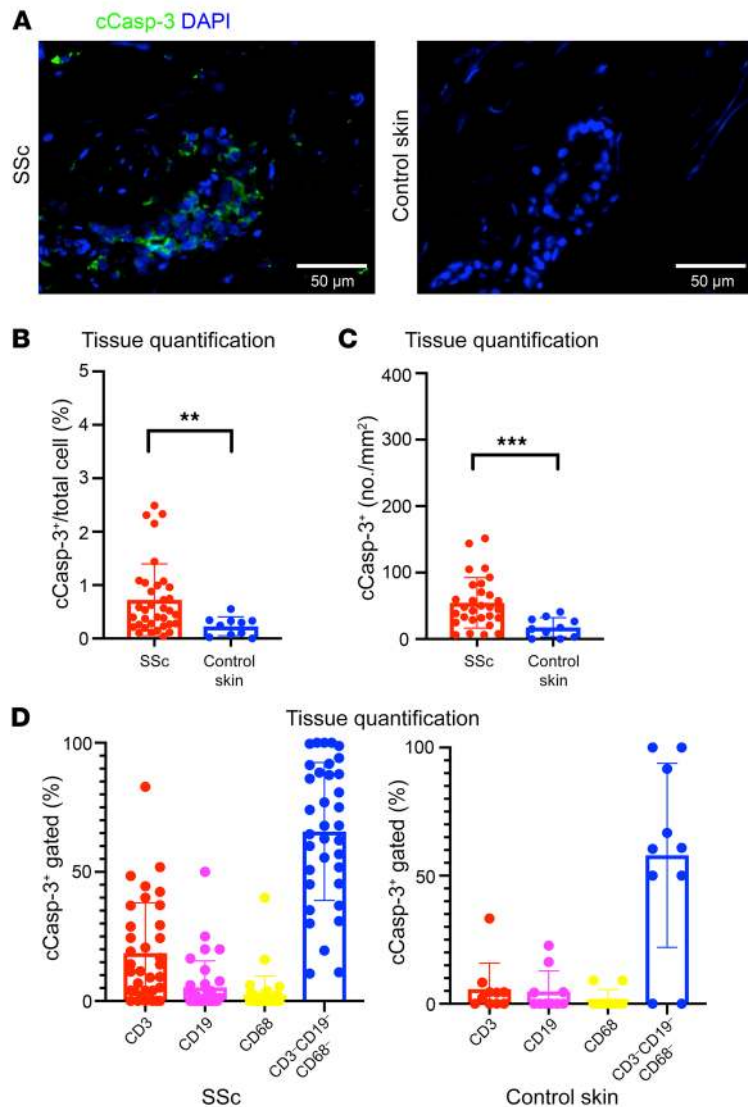 A
cCasp-3 DAPI
SSc
50 µm
Control skin
50 µm
B Tissue quantification
cCasp-3⁺/total cell (%)
5
4
3
2
1
0
**
SSc
Control
skin
C Tissue quantification
cCasp-3⁺ (no./mm²)
400
300
200
100
0
***
SSc
Control
skin
D Tissue quantification
cCasp-3⁺ gated (%)
100
50
0
CD3
CD19
CD68
CD3⁻CD19⁻
CD68⁻
SSc
cCasp-3⁺ gated (%)
100
50
0
CD3
CD19
CD68
CD3⁻CD19⁻
CD68⁻
Control skin